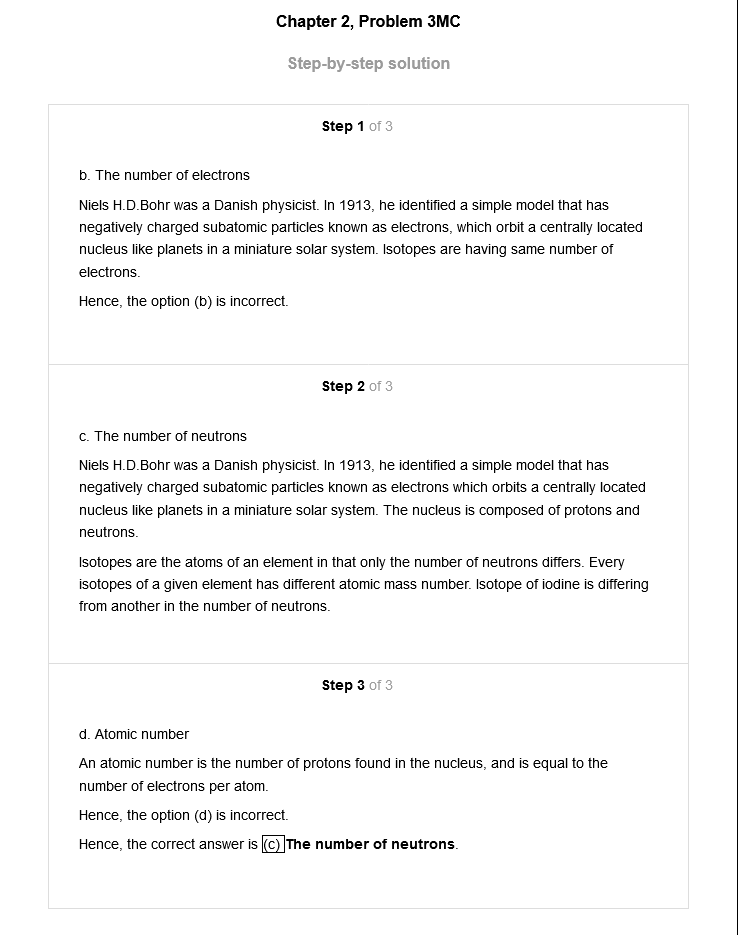 Chapter 2, Problem 3MC
Step-by-step solution
Step 1 of 3
b. The number of electrons
Niels H.D.Bohr was a Danish physicist. In 1913, he identified a simple model that has
negatively charged subatomic particles known as electrons, which orbit a centrally located
nucleus like planets in a miniature solar system. Isotopes are having same number of
electrons.
Hence, the option (b) is incorrect.
Step 2 of 3
c. The number of neutrons
Niels H.D.Bohr was a Danish physicist. In 1913, he identified a simple model that has
negatively charged subatomic particles known as electrons which orbits a centrally located
nucleus like planets in a miniature solar system. The nucleus is composed of protons and
neutrons.
Isotopes are the atoms of an element in that only the number of neutrons differs. Every
isotopes of a given element has different atomic mass number. Isotope of iodine is differing
from another in the number of neutrons.
Step 3 of 3
d. Atomic number
An atomic number is the number of protons found in the nucleus, and is equal to the
number of electrons per atom.
Hence, the option (d) is incorrect.
Hence, the correct answer is (c) The number of neutrons.